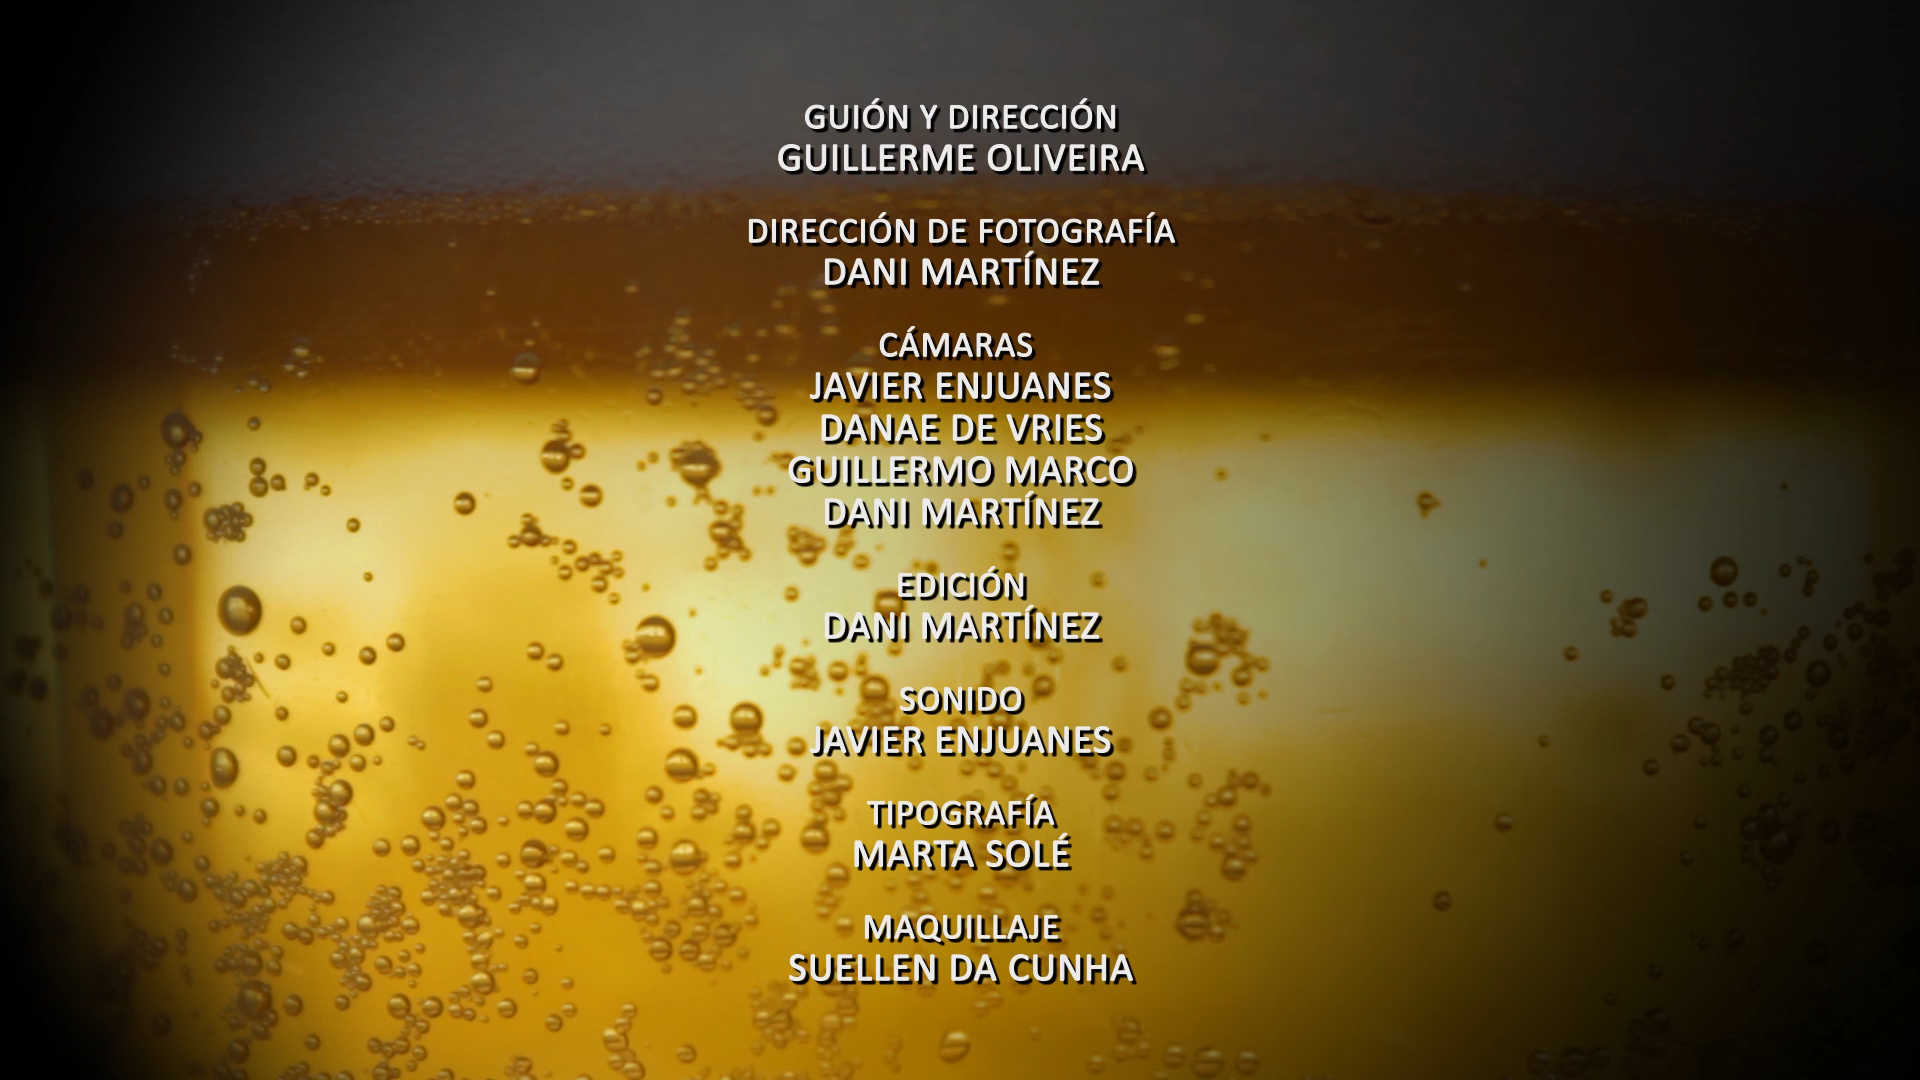 GUIÓN Y DIRECCIÓN
GUILLERME OLIVEIRA
DIRECCIÓN DE FOTOGRAFÍA
DANI MARTÍNEZ
CÁMARAS
JAVIER ENJUANES
DANAE DE VRIES
GUILLERMO MARCO
DANI MARTÍNEZ
EDICIÓN
DANI MARTÍNEZ
SONIDO
JAVIER ENJUANES
TIPOGRAFÍA
MARTA SOLÉ
MAQUILLAJE
SUELLEN DA CUNHA